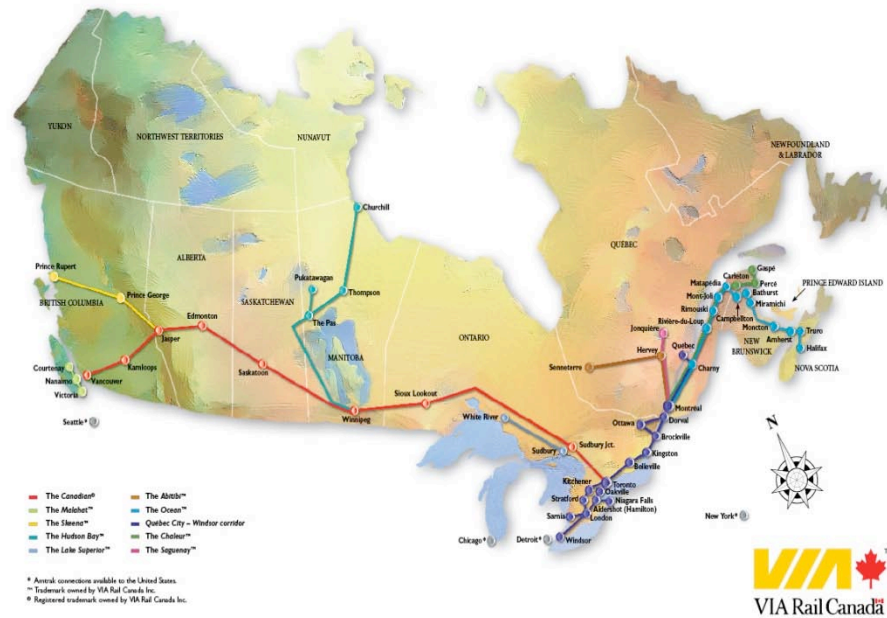 YUKON
NORTHWEST TERRITORIES
NUNAVUT
NEWFOUNDLAND
& LABRADOR
Churchill
QUÉBEC
Gaspé
Carleton
Matapédia
Percé
PRINCE EDWARD ISLAND
Prince Rupert
ALBERTA
Pukatawagan
Bathurst
Mont-Joli
Miramichi
Prince George
BRITISH COLUMBIA
SASKATCHEWAN
Thompson
Rimouski
Campbellton
Edmonton
The Pas
Rivière-du-Loup
Moncton
Truro
Jonquière
NEW
BRUNSWICK
Amherst
Jasper
ONTARIO
Québec
Halifax
Hervey
MANITOBA
Senneterre
Charny
NOVA SCOTIA
Courtenay
Kamloops
Saskatoon
Nanaimo
Vancouver
Victoria
Sioux Lookout
Montréal
Winnipeg
White River
Ottawa
Dorval
Seattle*
Brockville
Sudbury
Sudbury Jct.
Kingston
Belleville
Kitchener
Toronto
Oakville
Stratford
Niagara Falls
Aldershot (Hamilton)
Sarnia
London
New York*
Chicago*
Detroit*
Windsor
The Canadian®
The Malahat™
The Skeena™
The Hudson Bay™
The Lake Superior™
The Abitibi™
The Ocean™
Québec City – Windsor corridor
The Chaleur™
The Saguenay™
* Amtrak connections available to the United States.
™ Trademark owned by VIA Rail Canada Inc.
® Registered trademark owned by VIA Rail Canada Inc.
VIA
VIA Rail Canada